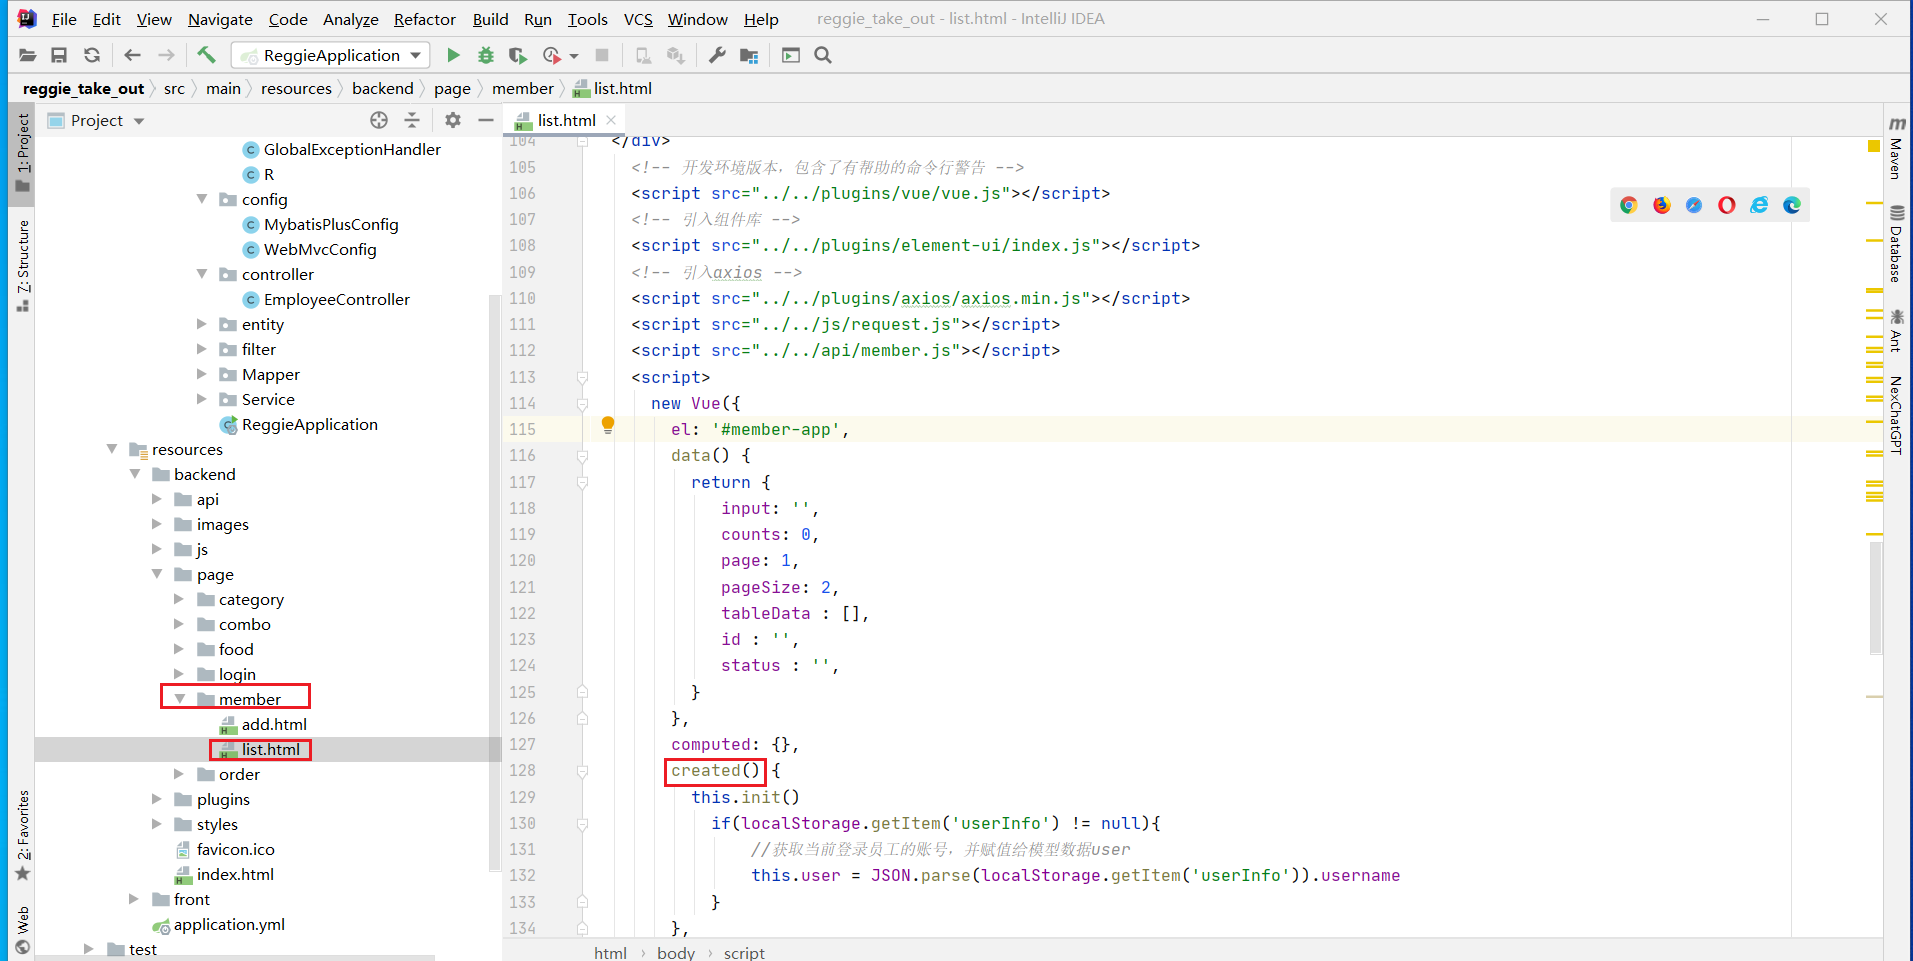 File Edit View Navigate Code Analyze Refactor Build Run Tools VCS Window Help reggie_take_out - list.html - IntelliJ IDEA
ReggieApplication
reggie_take_out src main resources backend page member list.html
Project
list.html
1: Project
Z: Structure
2: Favorites
Web
GlobalExceptionHandler
R
config
MybatisPlusConfig
WebMvcConfig
controller
EmployeeController
entity
filter
Mapper
Service
ReggieApplication
resources
backend
api
images
js
page
category
combo
food
login
member
add.html
list.html
order
plugins
styles
favicon.ico
index.html
front
application.yml
test
104 </div>
105 <!-- 开发环境版本，包含了有帮助的命令行警告 -->
106 <script src="../../plugins/vue/vue.js"></script>
107 <!-- 引入组件库 -->
108 <script src="../../plugins/element-ui/index.js"></script>
109 <!-- 引入axios -->
110 <script src="../../plugins/axios/axios.min.js"></script>
111 <script src="../../js/request.js"></script>
112 <script src="../../api/member.js"></script>
113 <script>
114 new Vue({
115 el: '#member-app',
116 data() {
117 return {
118 input: '',
119 counts: 0,
120 page: 1,
121 pageSize: 2,
122 tableData : [],
123 id : '',
124 status : '',
125 }
126 },
127 computed: {},
128 created() {
129 this.init()
130 if(localStorage.getItem('userInfo') != null){
131 //获取当前登录员工的账号，并赋值给模型数据user
132 this.user = JSON.parse(localStorage.getItem('userInfo')).username
133 }
134 },
html body script
Maven
Database
Ant
NexChatGPT